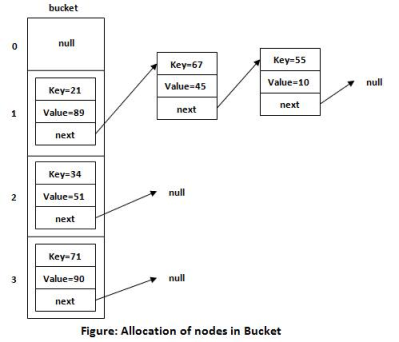 bucket
0
null
1
Key=21
Value=89
next
Key=67
Value=45
next
Key=55
Value=10
next
null
2
Key=34
Value=51
next
null
3
Key=71
Value=90
next
null
Figure: Allocation of nodes in Bucket